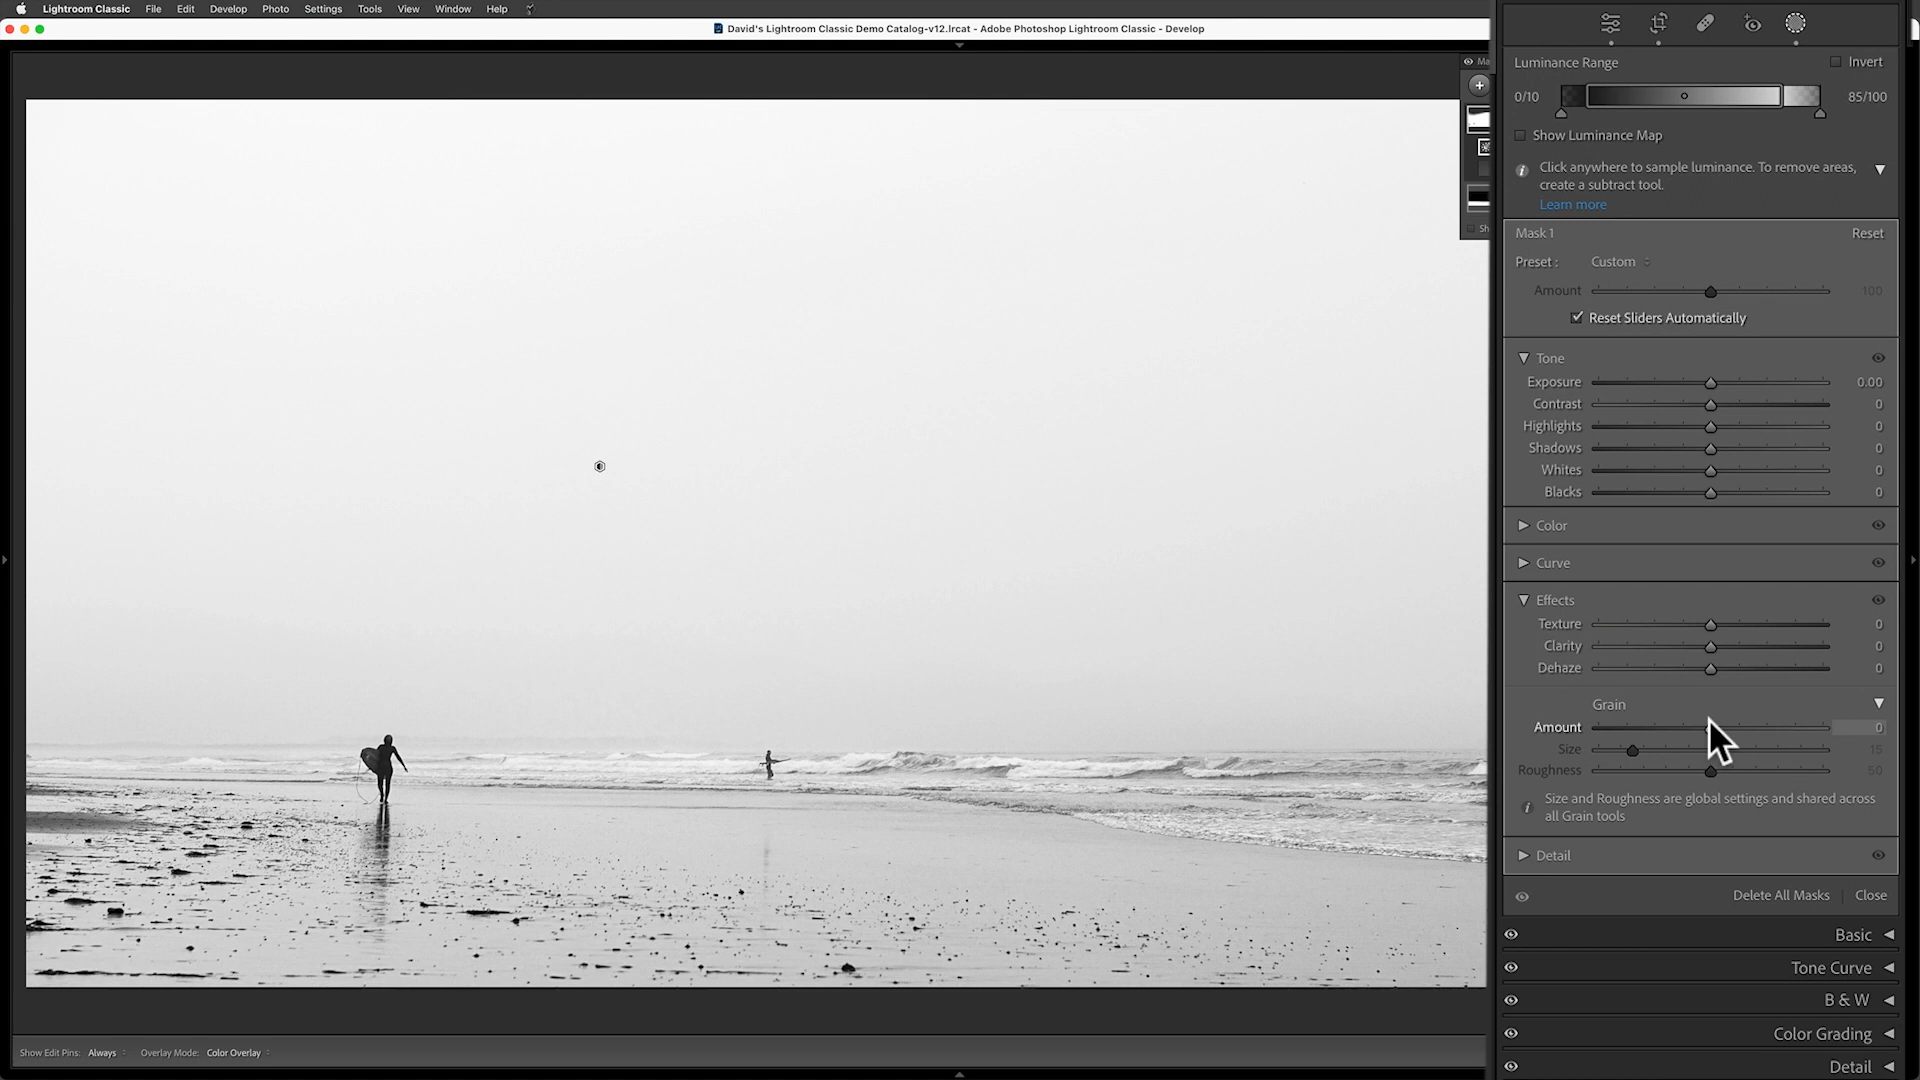 Lightroom Classic File Edit Develop Photo Settings Tools View Window Help
David's Lightroom Classic Demo Catalog-v12.lrcat - Adobe Photoshop Lightroom Classic - Develop
Ma
Sh
Luminance Range Invert
0/10 85/100
Show Luminance Map
Click anywhere to sample luminance. To remove areas,
create a subtract tool.
Learn more
Mask 1 Reset
Preset : Custom
Amount 100
Reset Sliders Automatically
Tone
Exposure 0.00
Contrast 0
Highlights 0
Shadows 0
Whites 0
Blacks 0
Color
Curve
Effects
Texture 0
Clarity 0
Dehaze 0
Grain
Amount 0
Size 15
Roughness 50
Size and Roughness are global settings and shared across
all Grain tools
Detail
Delete All Masks Close
Basic
Tone Curve
B & W
Color Grading
Detail
Show Edit Pins: Always Overlay Mode: Color Overlay